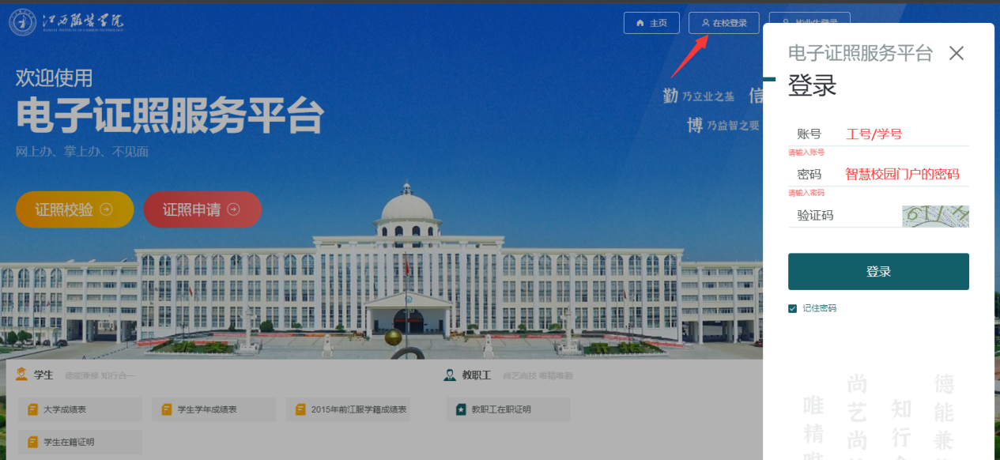 江西服装学院
JIANGXI INSTITUTE OF FASHION TECHNOLOGY
主页
在校登录
毕业生登录
欢迎使用
电子证照服务平台
网上办、掌上办、不见面
勤乃立业之基 信
博乃益智之要
证照校验
证照申请
电子证照服务平台
登录
账号 工号/学号
请输入账号
密码 智慧校园门户的密码
请输入密码
验证码
登录
记住密码
学生 德能兼修 知行合一
教职工 尚艺尚技 唯精唯勤
大学成绩表
学生学年成绩表
2015年前江服学籍成绩表
教职工在职证明
学生在籍证明
德能兼
知行
尚艺尚
唯精唯